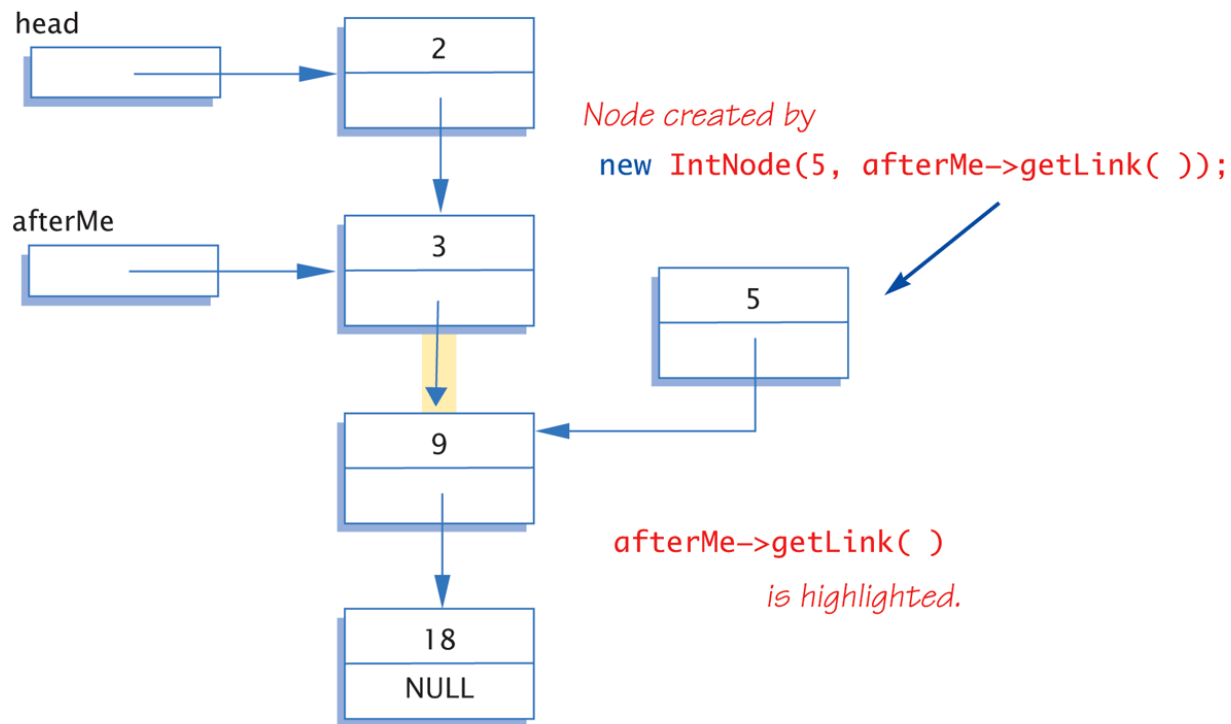 head
2
Node created by
new IntNode(5, afterMe->getLink( ));
afterMe
3
5
9
afterMe->getLink( )
is highlighted.
18
NULL